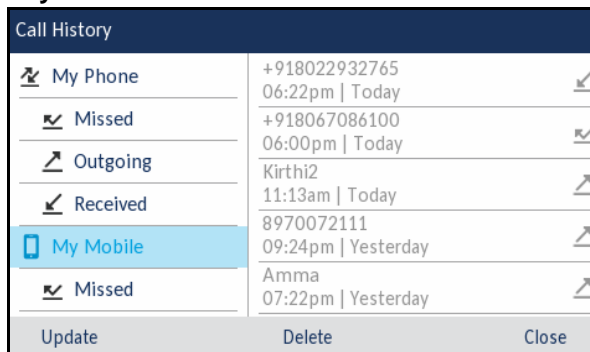 Call History
My Phone
Missed
Outgoing
Received
My Mobile
Missed
+918022932765
06:22pm | Today
+918067086100
06:00pm | Today
Kirthi2
11:13am | Today
8970072111
09:24pm | Yesterday
Amma
07:22pm | Yesterday
Update Delete Close